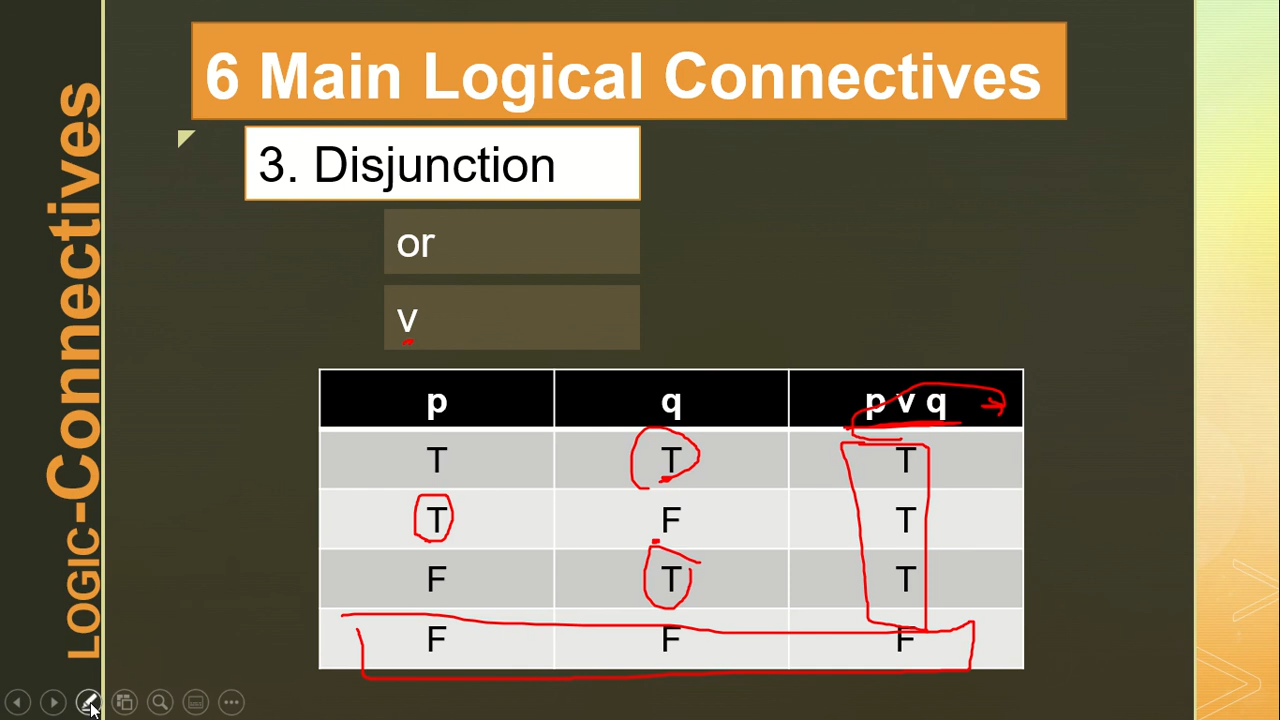 6 Main Logical Connectives
LOGIC-Connectives
3. Disjunction
or
v
p q p v q
T T T
T F T
F T T
F F F